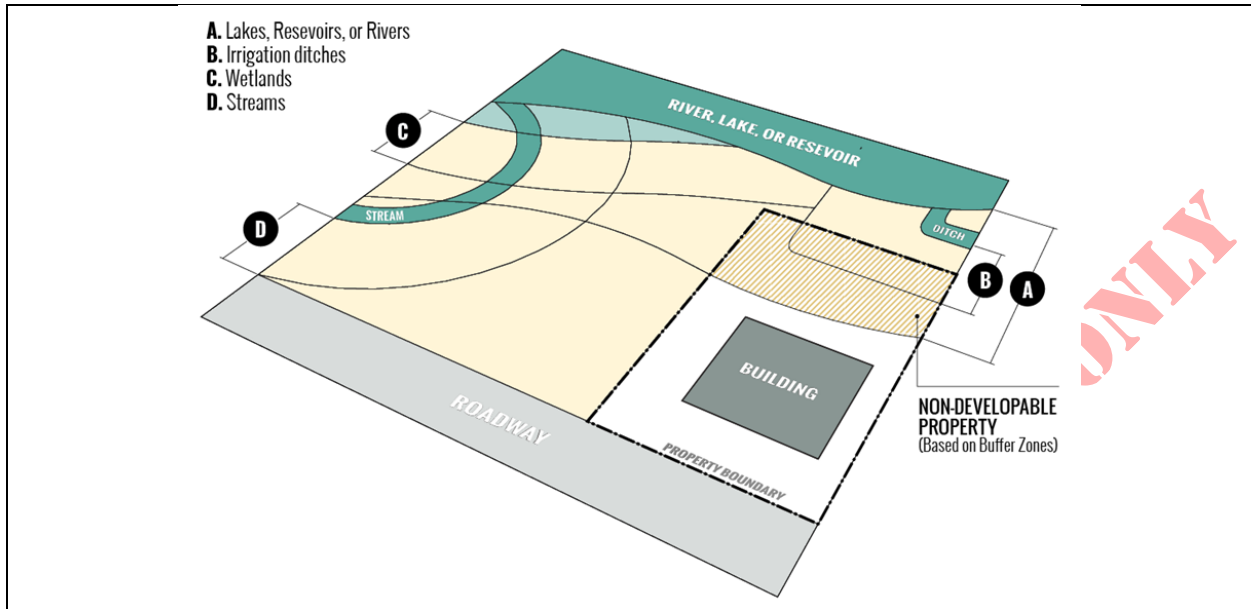 A. Lakes, Resevoirs, or Rivers
B. Irrigation ditches
C. Wetlands
D. Streams
RIVER, LAKE, OR RESEVOIR
C
STREAM
D
DITCH
B
A
BUILDING
NON-DEVELOPABLE
PROPERTY
(Based on Buffer Zones)
ROADWAY
PROPERTY BOUNDARY
ONLY